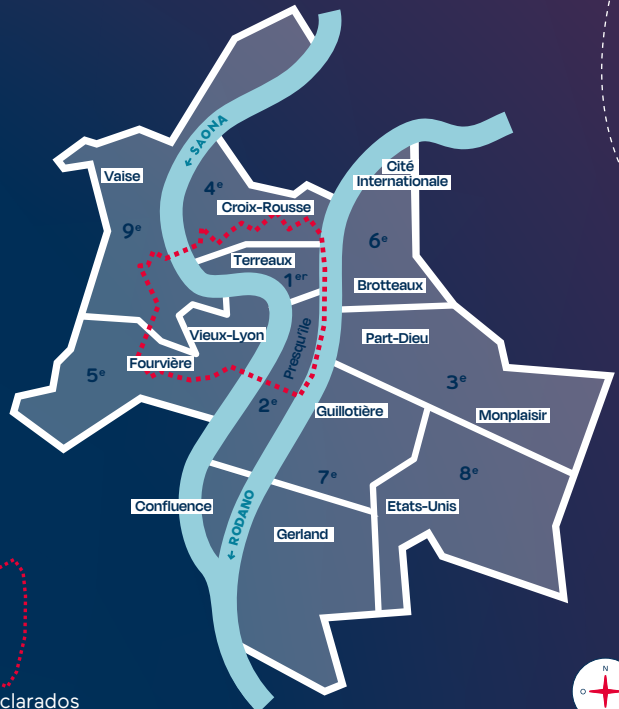 ← SAONA
Cité
Internationale
Vaise
4e
Croix-Rousse
9e
6e
Terreaux
1er
Brotteaux
Presqu'île
Vieux-Lyon
Part-Dieu
Fourvière
5e
3e
2e
Guillotière
Monplaisir
7e
8e
Confluence
Etats-Unis
← RODANO
Gerland
N
O
clarados